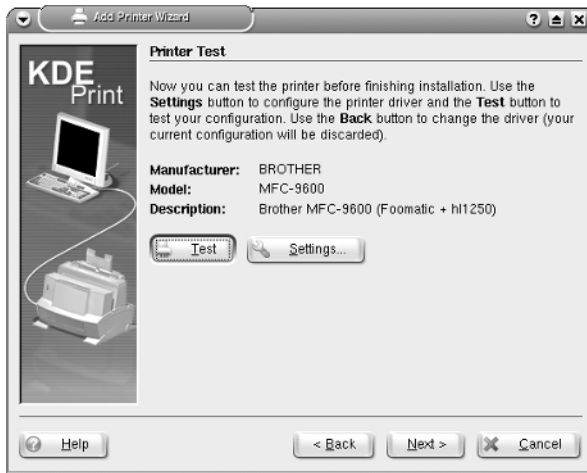 Add Printer Wizard
?
KDE
Print
Printer Test
Now you can test the printer before finishing installation. Use the
Settings button to configure the printer driver and the Test button to
test your configuration. Use the Back button to change the driver (your
current configuration will be discarded).
Manufacturer: BROTHER
Model: MFC-9600
Description: Brother MFC-9600 (Foomatic + hl1250)
Test Settings...
? Help < Back Next > Cancel